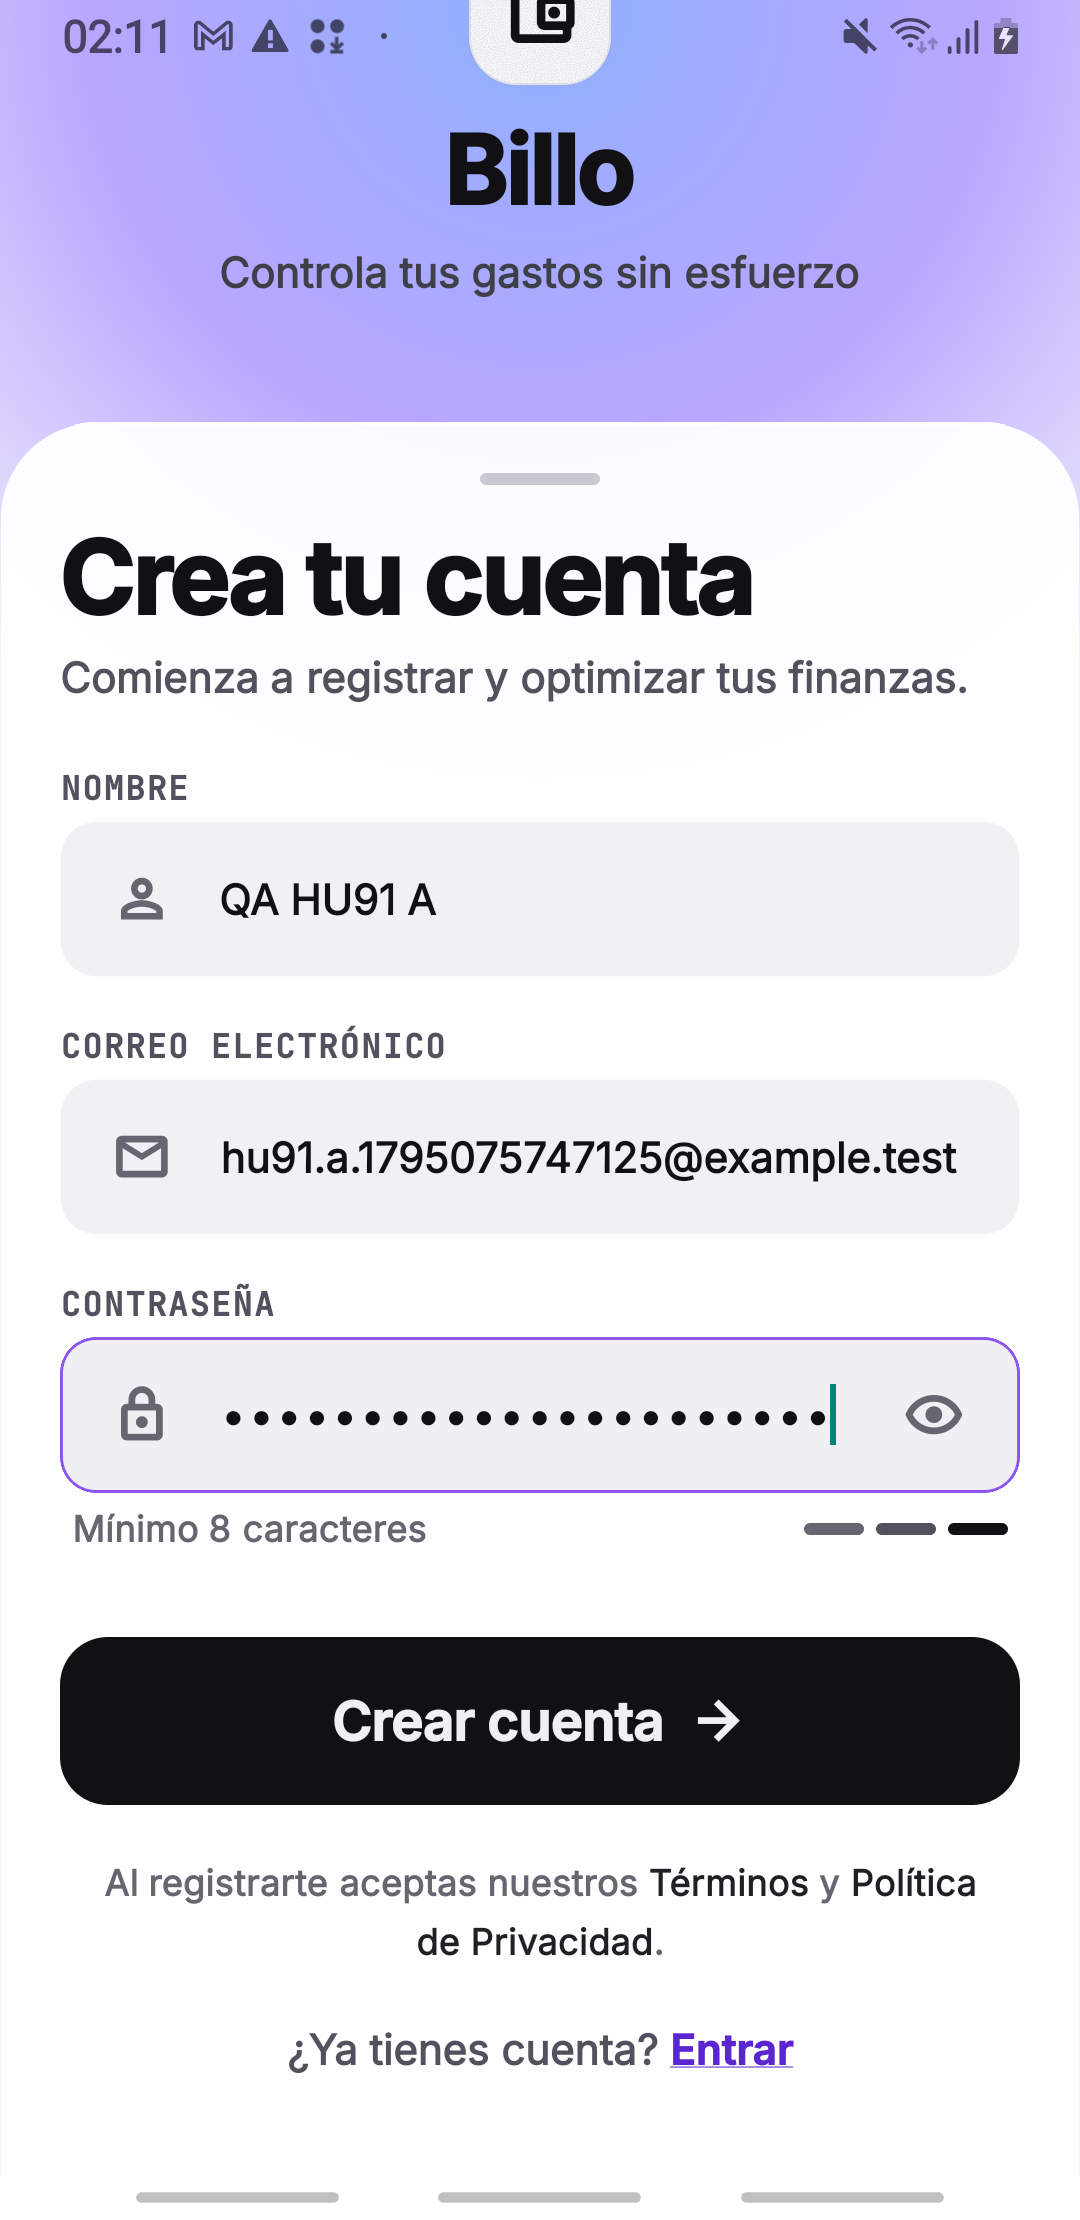 02:11
Billo
Controla tus gastos sin esfuerzo
Crea tu cuenta
Comienza a registrar y optimizar tus finanzas.
NOMBRE
QA HU91 A
CORREO ELECTRÓNICO
hu91.a.1795075747125@example.test
CONTRASEÑA
••••••••••••••••••••••
Mínimo 8 caracteres
Crear cuenta →
Al registrarte aceptas nuestros Términos y Política
de Privacidad.
¿Ya tienes cuenta? Entrar